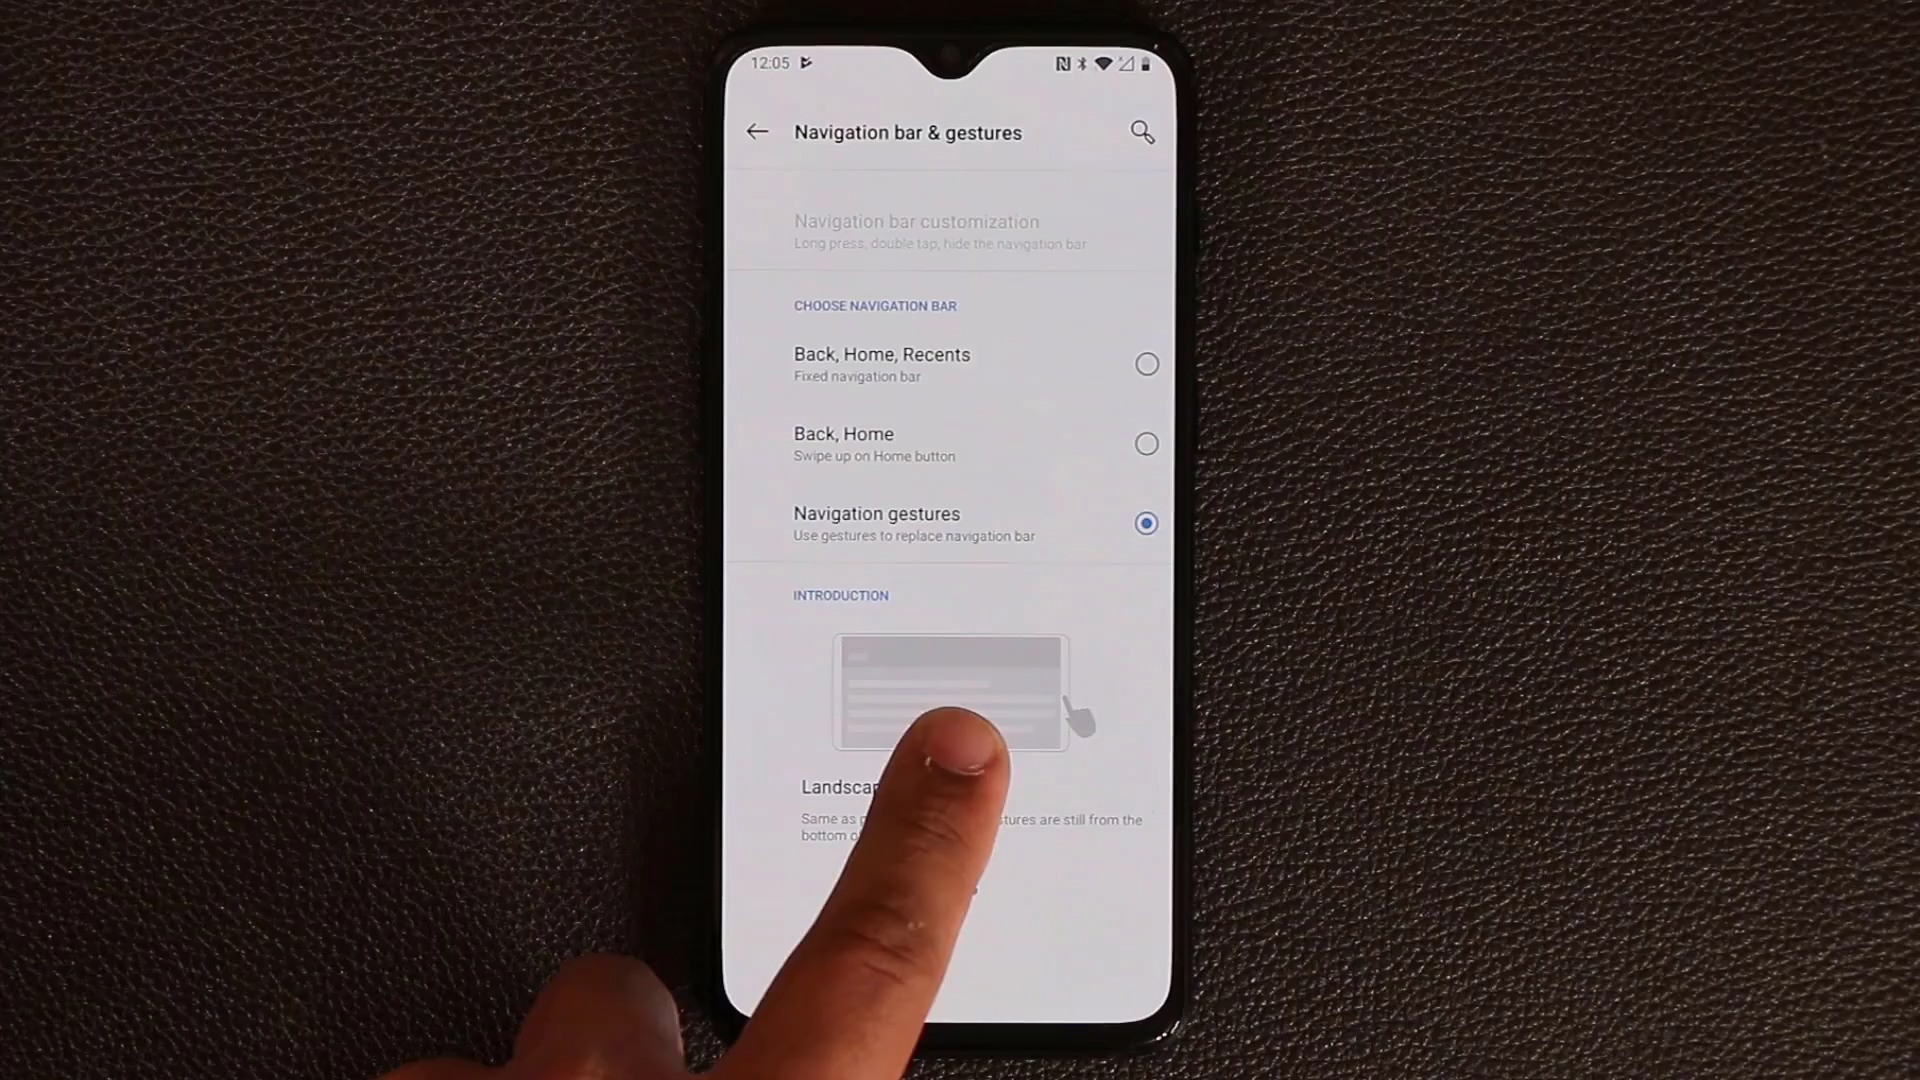 12:05
Navigation bar & gestures
Navigation bar customization
Long press, double tap, hide the navigation bar
CHOOSE NAVIGATION BAR
Back, Home, Recents
Fixed navigation bar
Back, Home
Swipe up on Home button
Navigation gestures
Use gestures to replace navigation bar
INTRODUCTION
Same as are still from the
bottom